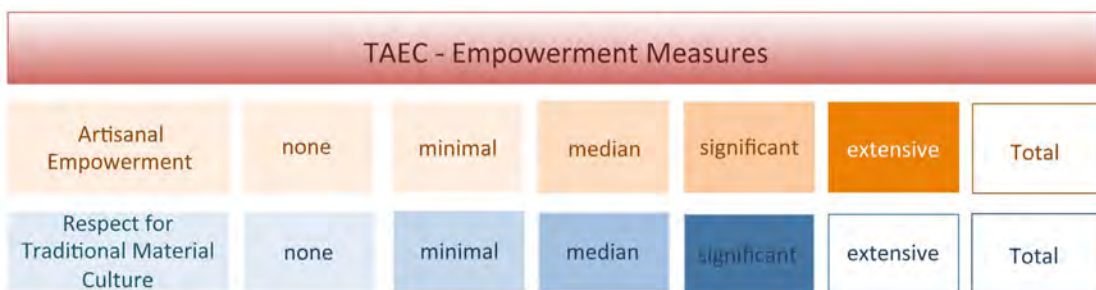 TAEC - Empowerment Measures
Artisanal
Empowerment
none
minimal
median
significant
extensive
Total
Respect for
Traditional Material
Culture
none
minimal
median
significant
extensive
Total